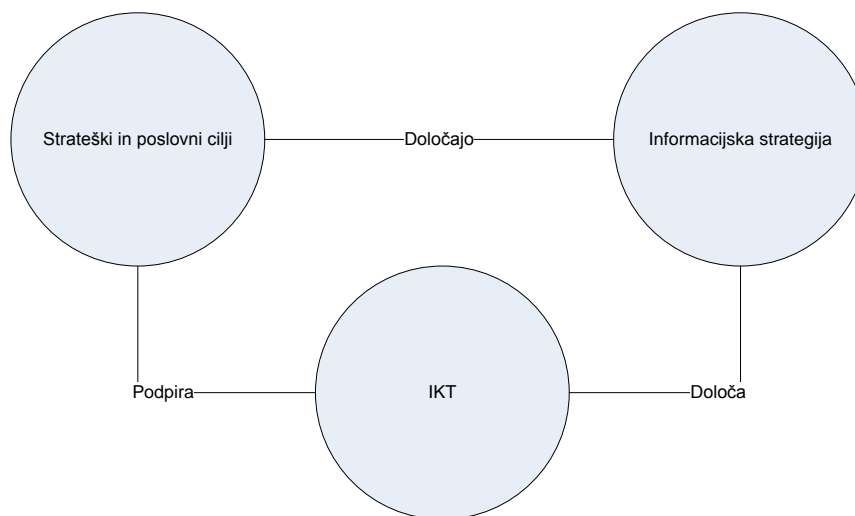 Strateški in poslovni cilji
Določajo
Informacijska strategija
Podpira
IKT
Določa